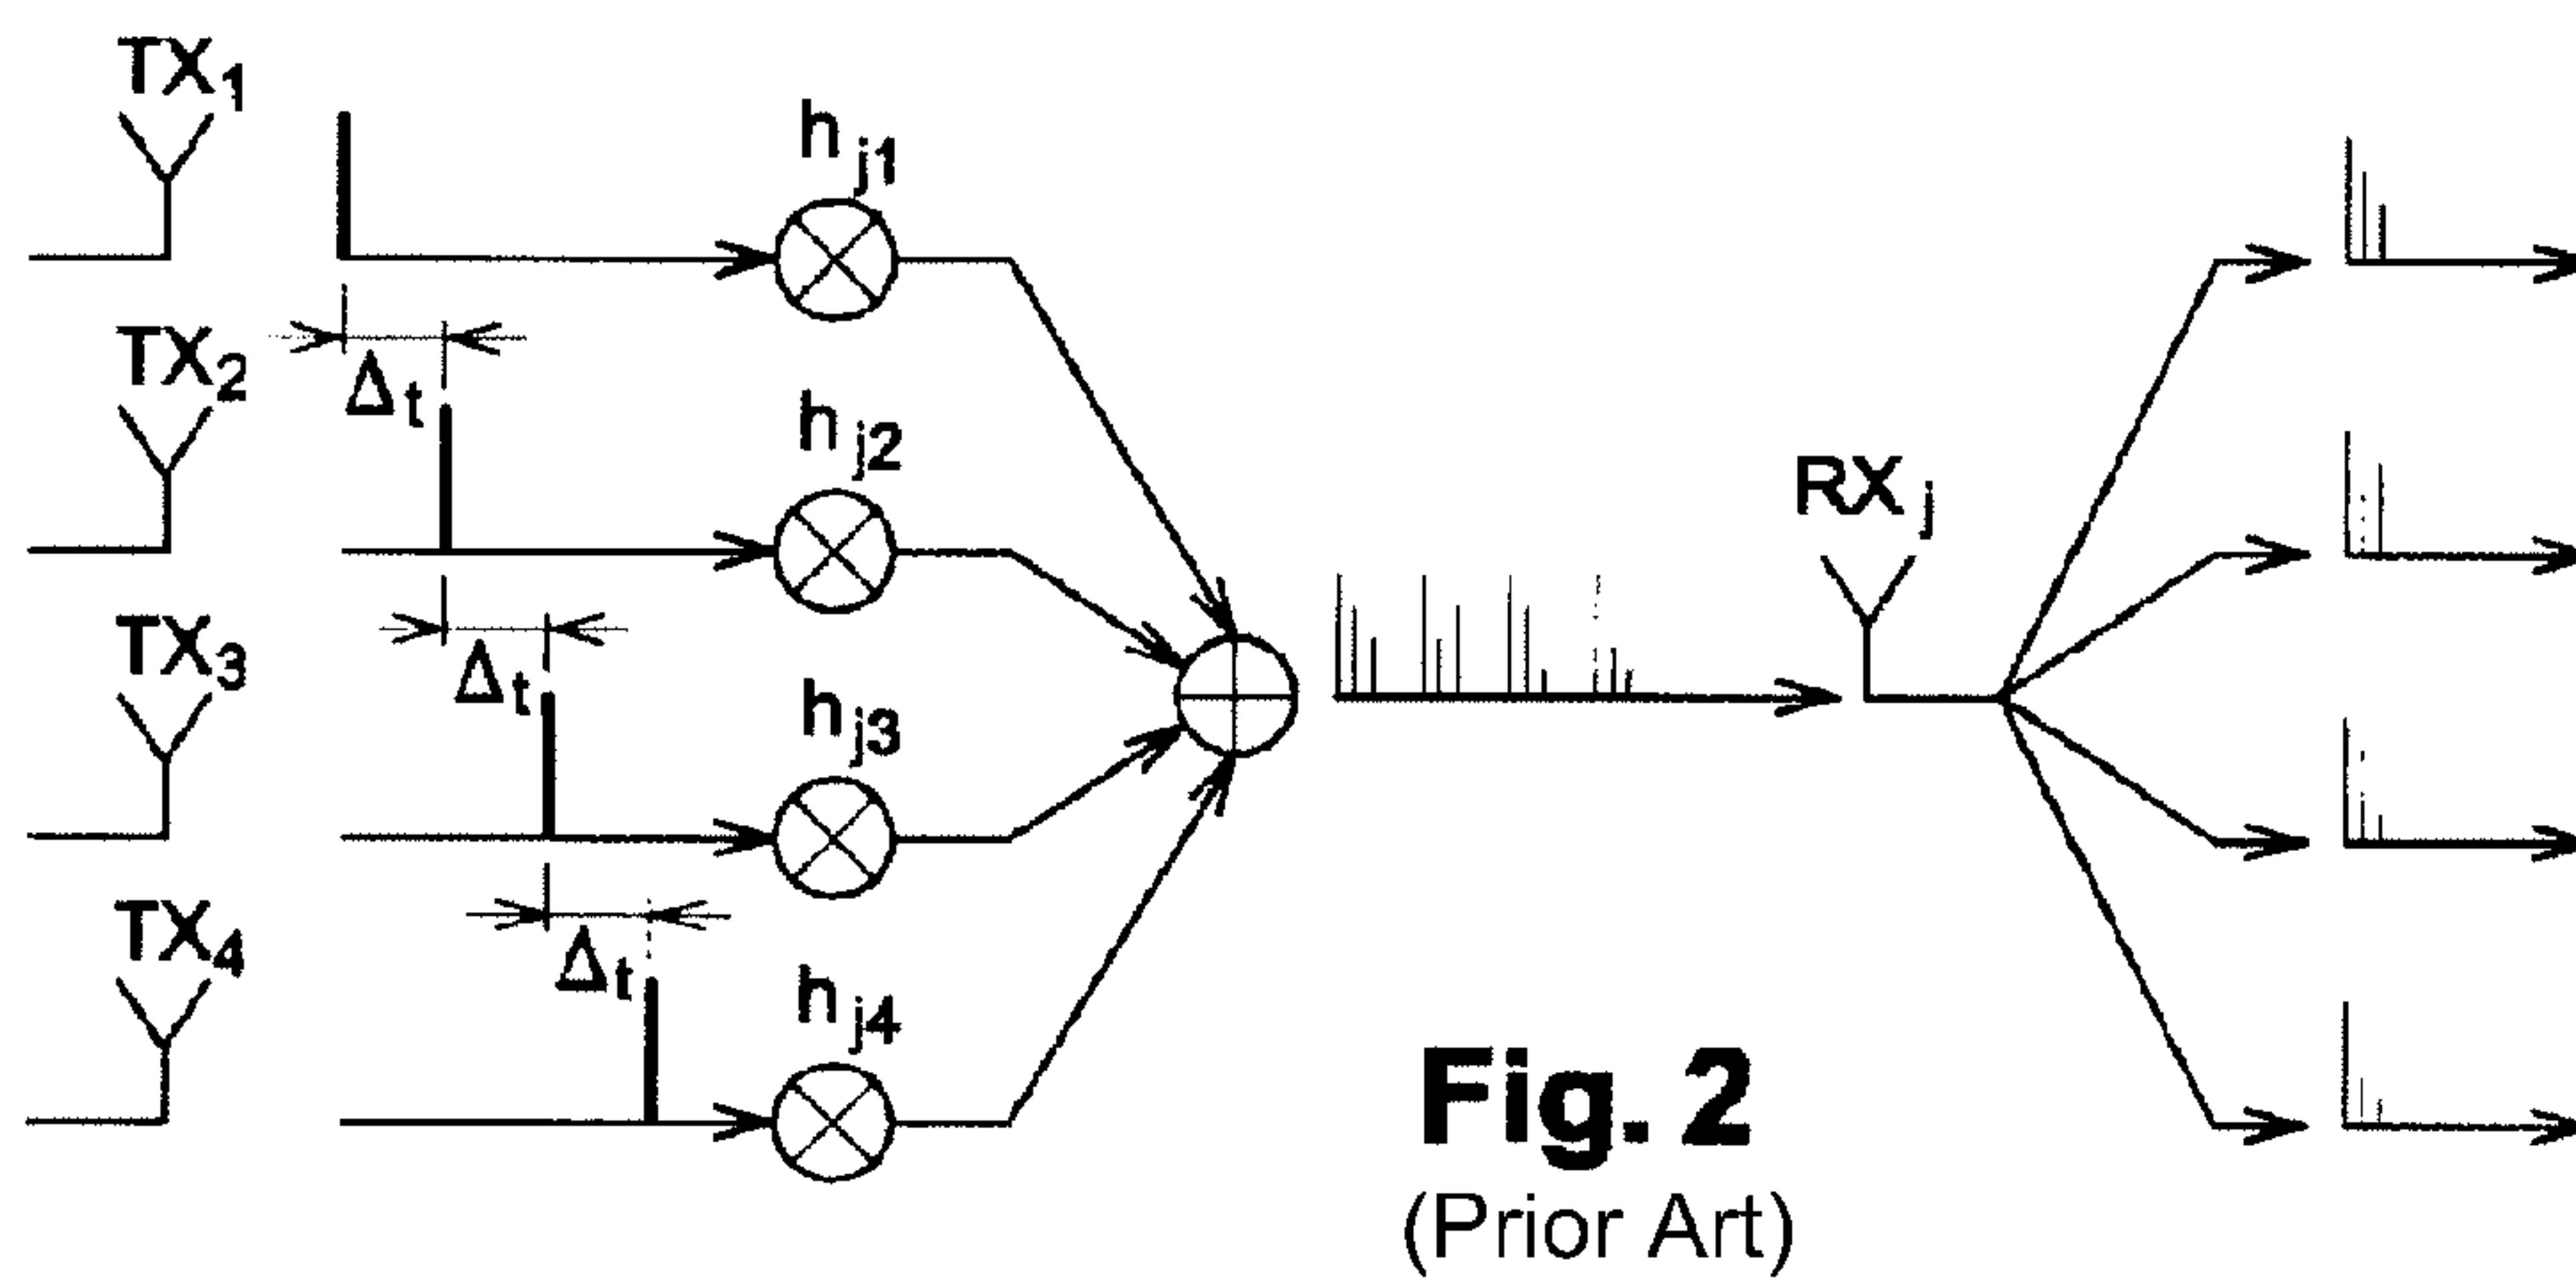 TX1
hj1
TX2
Δt
hj2
RXj
TX3
Δt
hj3
TX4
Δt
hj4
Fig. 2
(Prior Art)